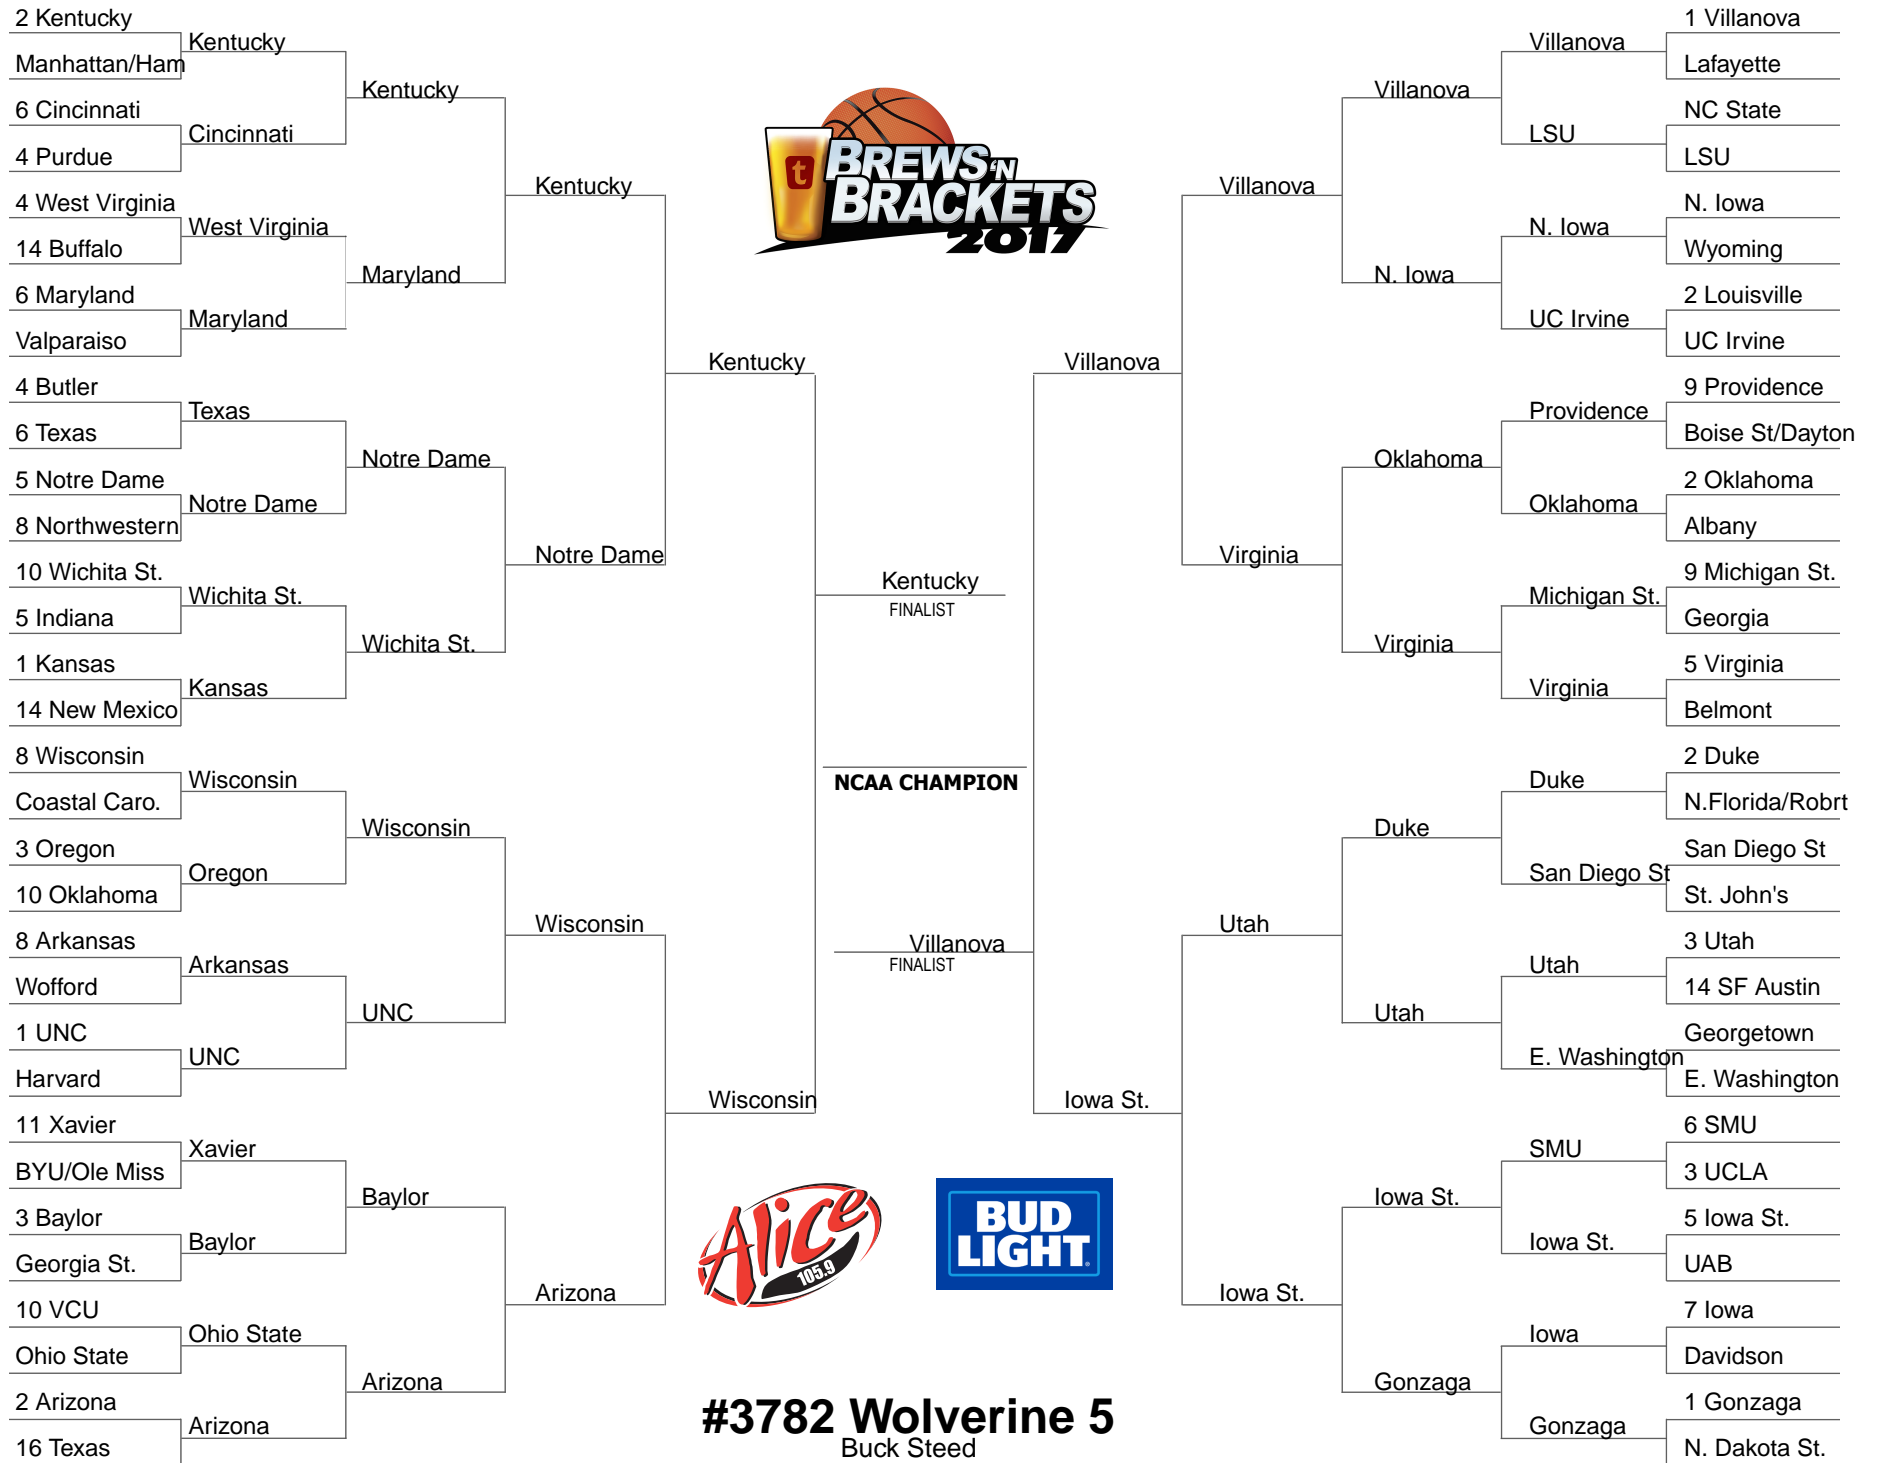 2 Kentucky
Manhattan/Ham
6 Cincinnati
4 Purdue
4 West Virginia
14 Buffalo
6 Maryland
Valparaiso
4 Butler
6 Texas
5 Notre Dame
8 Northwestern
10 Wichita St.
5 Indiana
1 Kansas
14 New Mexico
8 Wisconsin
Coastal Caro.
3 Oregon
10 Oklahoma
8 Arkansas
Wofford
1 UNC
Harvard
11 Xavier
BYU/Ole Miss
3 Baylor
Georgia St.
10 VCU
Ohio State
2 Arizona
16 Texas
Kentucky
Cincinnati
West Virginia
Maryland
Texas
Notre Dame
Wichita St.
Kansas
Wisconsin
Oregon
Arkansas
UNC
Xavier
Baylor
Ohio State
Arizona
Kentucky
Maryland
Notre Dame
Wichita St.
Wisconsin
UNC
Baylor
Arizona
Kentucky
Notre Dame
Wisconsin
Arizona
Kentucky
Wisconsin
t
BREWS 'N
BRACKETS
2017
Kentucky
FINALIST
NCAA CHAMPION
Villanova
FINALIST
Alice
105.9
BUD
LIGHT
#3782 Wolverine 5
Buck Steed
Villanova
Iowa St.
Villanova
Virginia
Utah
Iowa St.
Villanova
N. Iowa
Oklahoma
Virginia
Duke
Utah
Iowa St.
Gonzaga
Villanova
LSU
N. Iowa
UC Irvine
Providence
Oklahoma
Michigan St.
Virginia
Duke
San Diego St
Utah
E. Washington
SMU
Iowa St.
Iowa
Gonzaga
1 Villanova
Lafayette
NC State
LSU
N. Iowa
Wyoming
2 Louisville
UC Irvine
9 Providence
Boise St/Dayton
2 Oklahoma
Albany
9 Michigan St.
Georgia
5 Virginia
Belmont
2 Duke
N.Florida/Robrt
San Diego St
St. John's
3 Utah
14 SF Austin
Georgetown
E. Washington
6 SMU
3 UCLA
5 Iowa St.
UAB
7 Iowa
Davidson
1 Gonzaga
N. Dakota St.